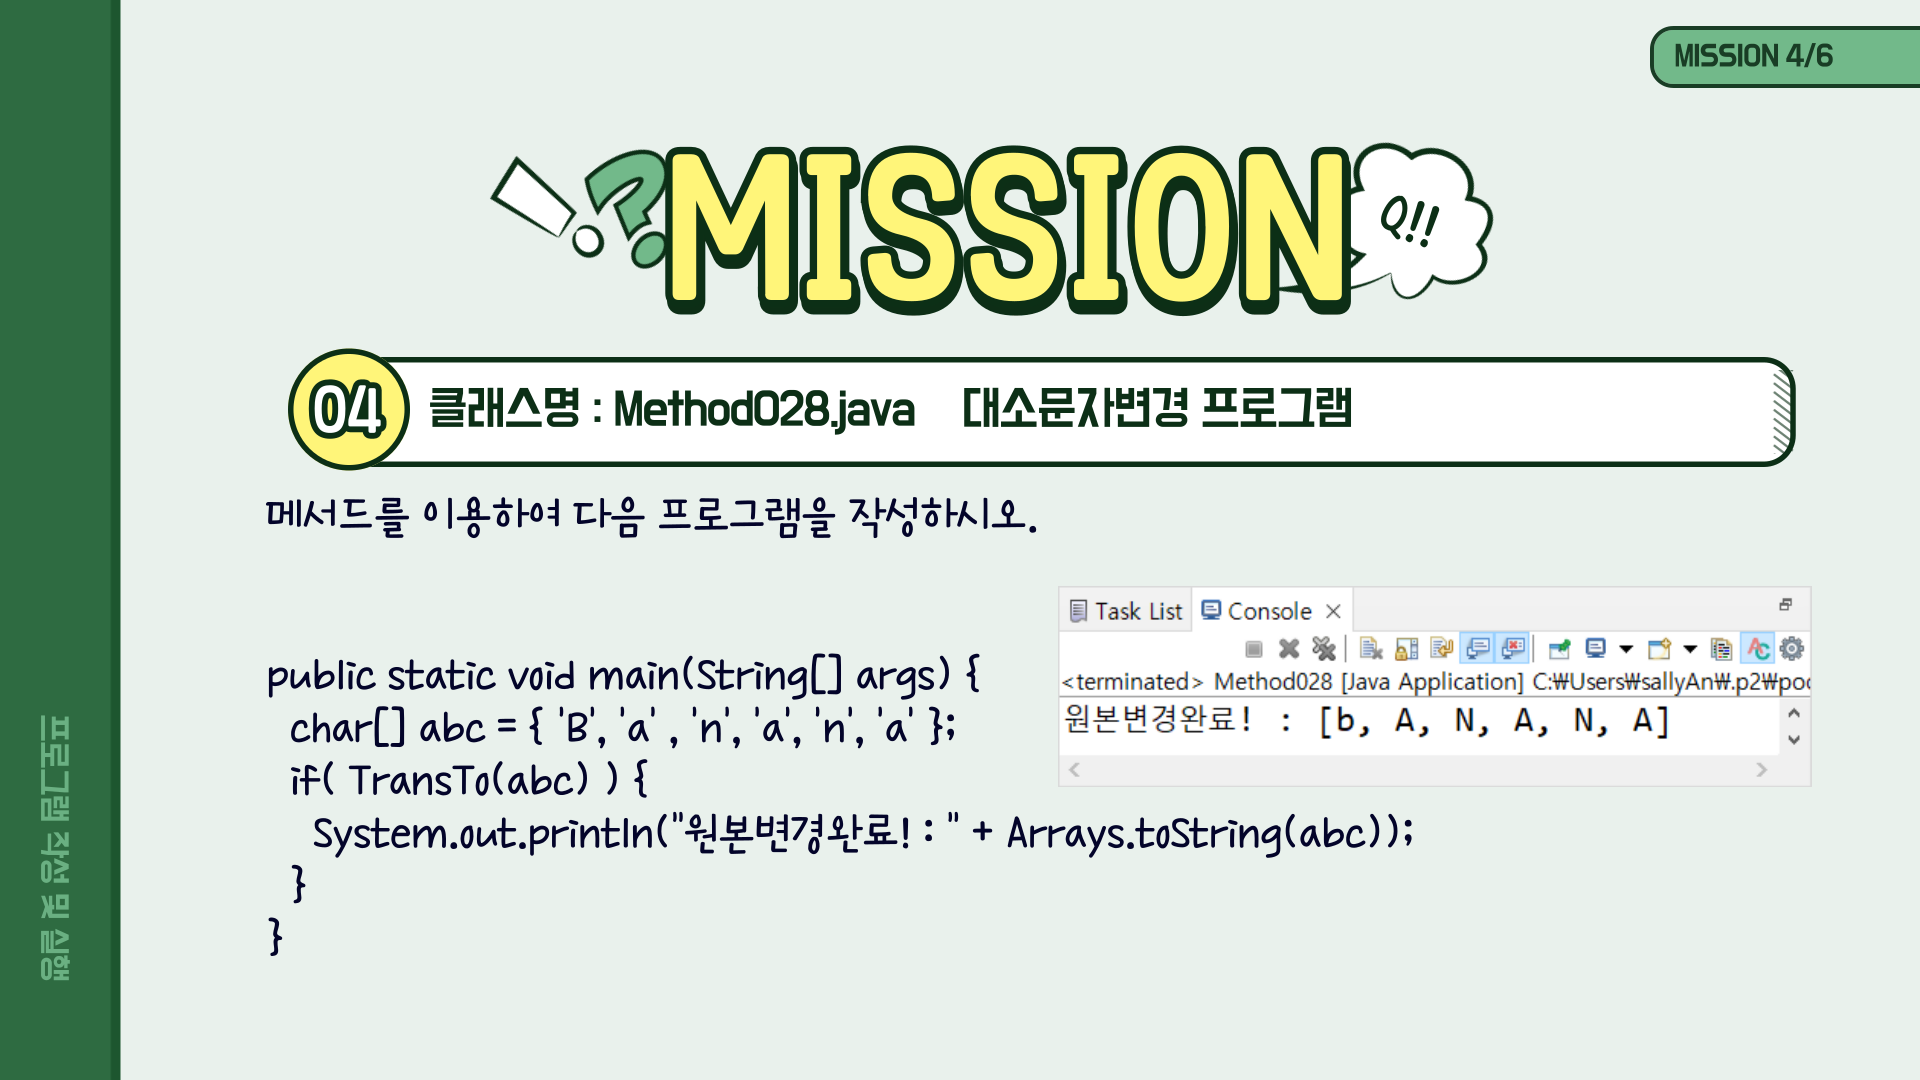 MISSION 4/6
MISSION
Q!!
04
클래스명 : Method028.java 대소문자변경 프로그램
메서드를 이용하여 다음 프로그램을 작성하시오.
Task List Console
<terminated> Method028 [Java Application] C:₩Users₩sallyAn₩.p2₩poo
원본변경완료! : [b, A, N, A, N, A]
public static void main(String[] args) {
char[] abc = { 'B', 'a' , 'n', 'a', 'n', 'a' };
if( TransTo(abc) ) {
System.out.println("원본변경완료! : " + Arrays.toString(abc));
}
}
프로그램 작성 및 실행